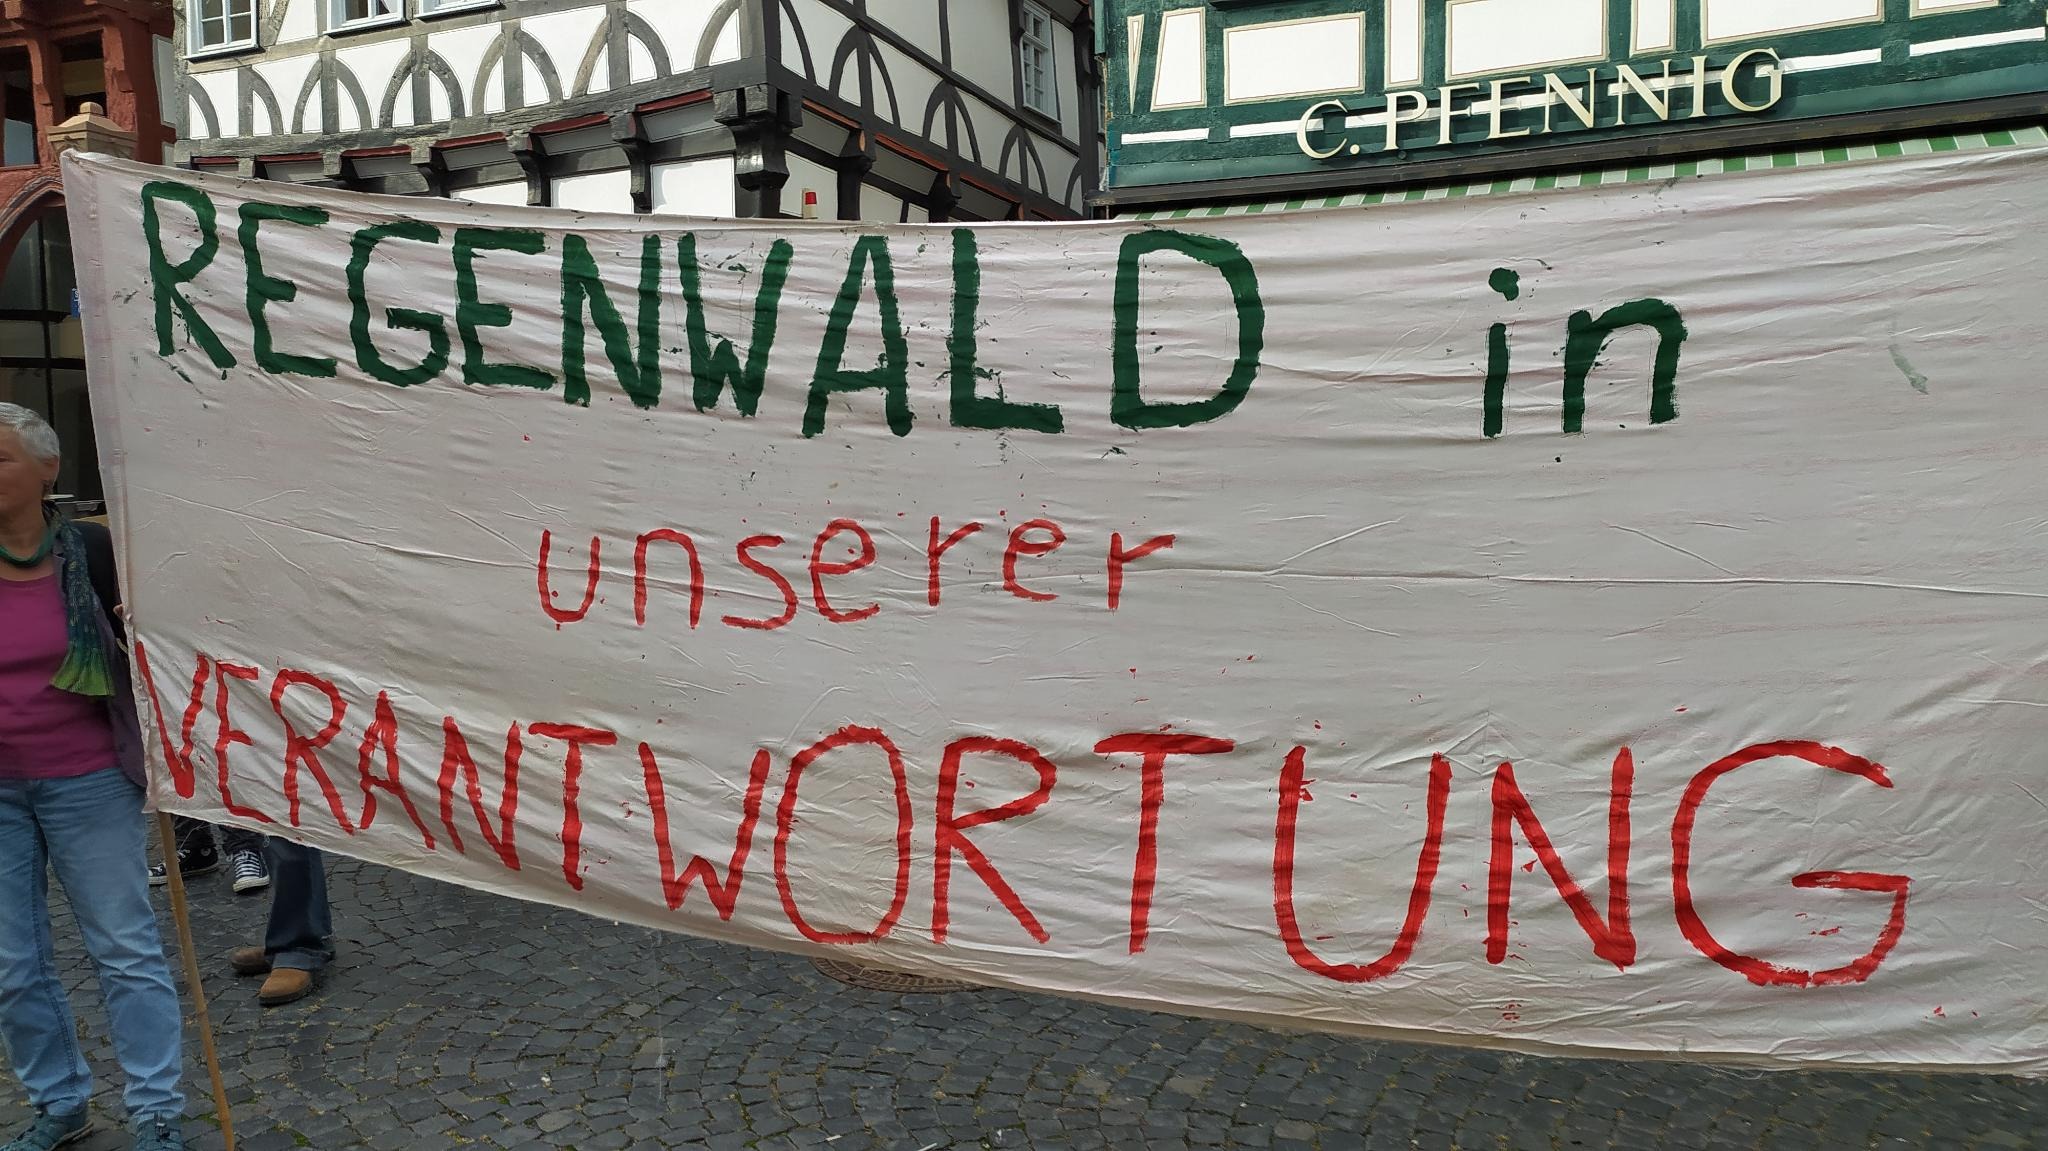 C. PFENNIG
REGENWALD in
unserer
VERANTWORTUNG